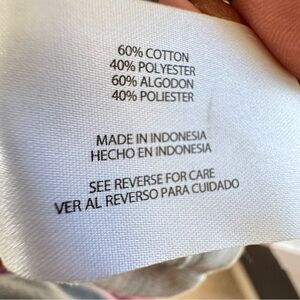 60% COTTON
40% POLYESTER
60% ALGODON
40% POLIESTER
MADE IN INDONESIA
HECHO EN INDONESIA
SEE REVERSE FOR CARE
VER AL REVERSO PARA CUIDADO